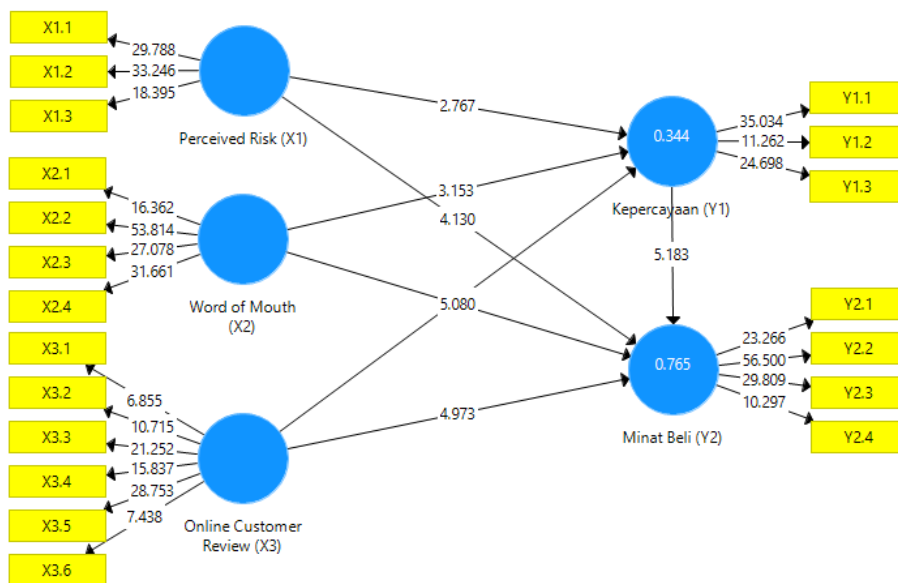 X1.1
29.788
X1.2
33.246
X1.3
18.395
Perceived Risk (X1)
2.767
X2.1
16.362
X2.2
53.814
X2.3
27.078
X2.4
31.661
Word of Mouth
(X2)
3.153
4.130
5.080
X3.1
6.855
X3.2
10.715
X3.3
21.252
X3.4
15.837
X3.5
28.753
X3.6
7.438
Online Customer
Review (X3)
4.973
0.344
Kepercayaan (Y1)
35.034
Y1.1
11.262
Y1.2
24.698
Y1.3
5.183
0.765
Minat Beli (Y2)
23.266
Y2.1
56.500
Y2.2
29.809
Y2.3
10.297
Y2.4